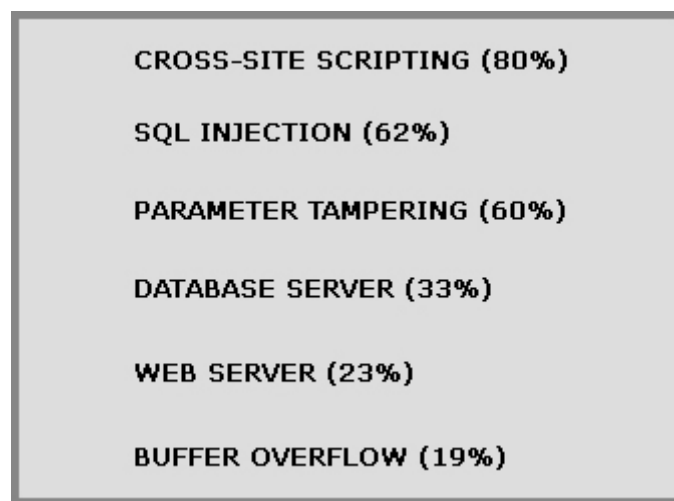 CROSS-SITE SCRIPTING (80%)
SQL INJECTION (62%)
PARAMETER TAMPERING (60%)
DATABASE SERVER (33%)
WEB SERVER (23%)
BUFFER OVERFLOW (19%)